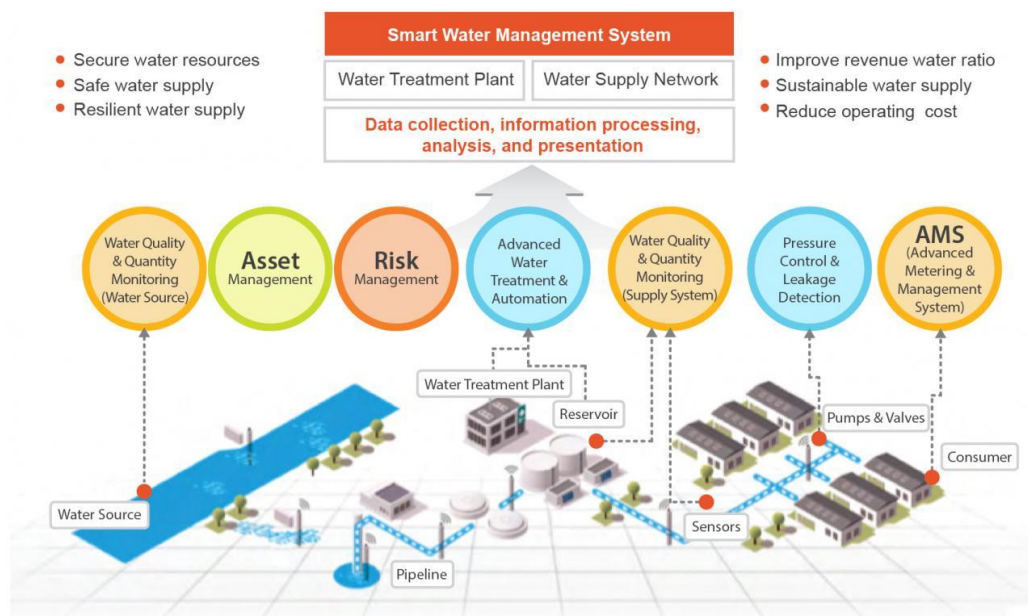 Smart Water Management System
Water Treatment Plant
Water Supply Network
Data collection, information processing,
analysis, and presentation
Secure water resources
Safe water supply
Resilient water supply
Improve revenue water ratio
Sustainable water supply
Reduce operating cost
Water Quality
& Quantity
Monitoring
(Water Source)
Asset
Management
Risk
Management
Advanced
Water
Treatment &
Automation
Water Quality
& Quantity
Monitoring
(Supply System)
Pressure
Control &
Leakage
Detection
AMS
(Advanced
Metering &
Management
System)
Water Treatment Plant
Reservoir
Pumps & Valves
Consumer
Water Source
Sensors
Pipeline